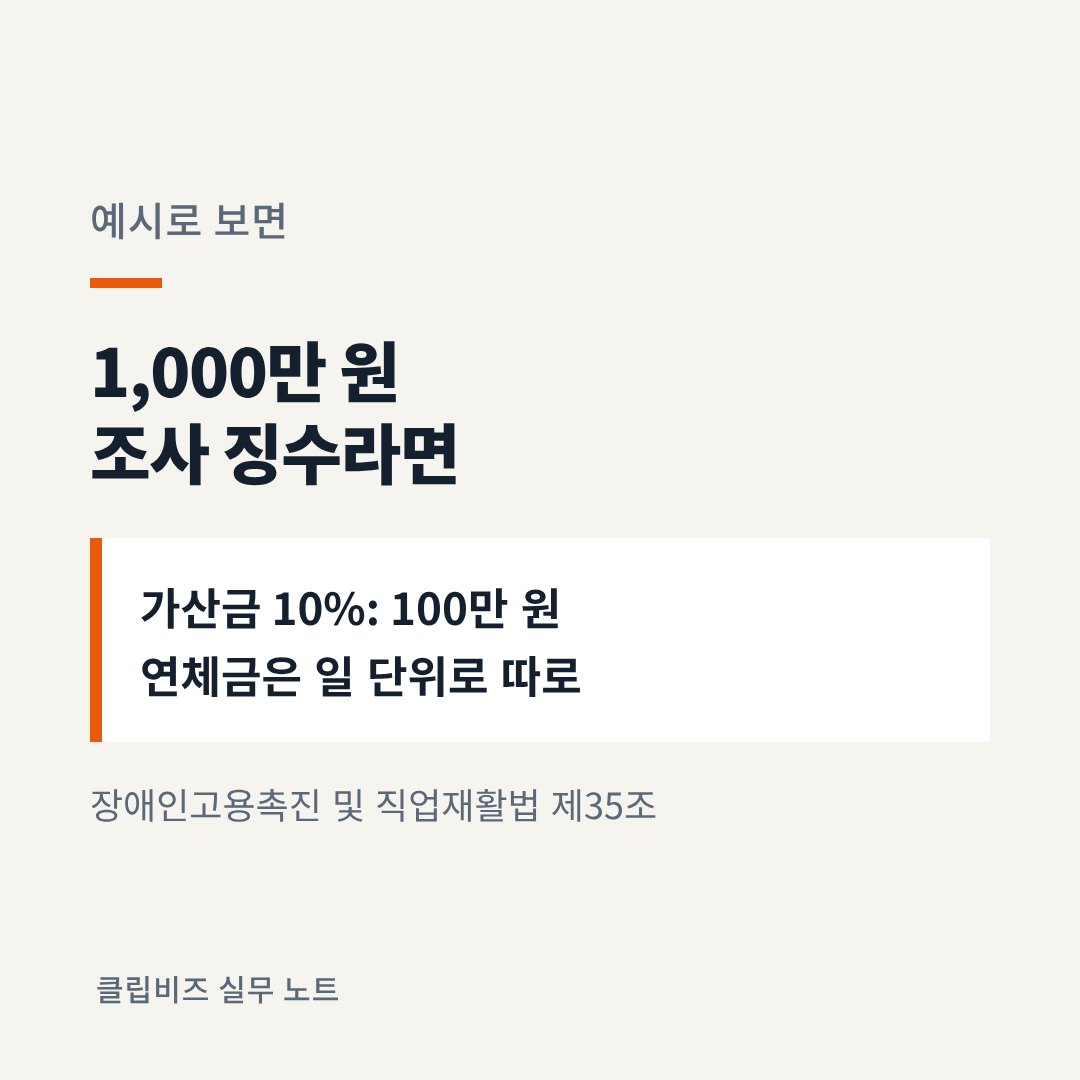 예시로 보면
1,000만 원
조사 징수라면
가산금 10%: 100만 원
연체금은 일 단위로 따로
장애인고용촉진 및 직업재활법 제35조
클립비즈 실무 노트